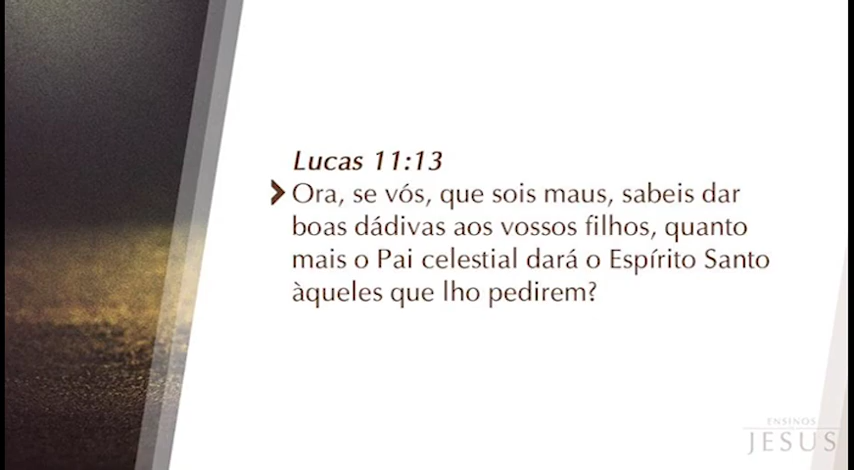 Lucas 11:13
Ora, se vós, que sois maus, sabeis dar
boas dádivas aos vossos filhos, quanto
mais o Pai celestial dará o Espírito Santo
àqueles que lho pedirem?
ENSINOS
JESUS